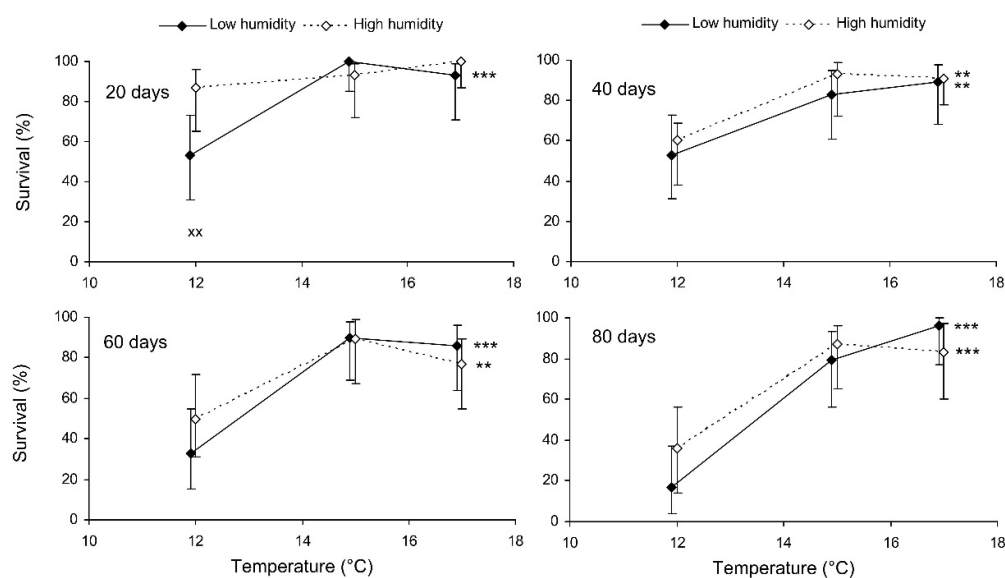 Low humidity High humidity Low humidity High humidity
20 days
Survival (%)
100
80
60
40
20
0
10 12 14 16 18
***
xx
40 days
100
80
60
40
20
0
10 12 14 16 18
**
**
60 days
Survival (%)
100
80
60
40
20
0
10 12 14 16 18
Temperature (°C)
***
**
80 days
100
80
60
40
20
0
10 12 14 16 18
Temperature (°C)
***
***